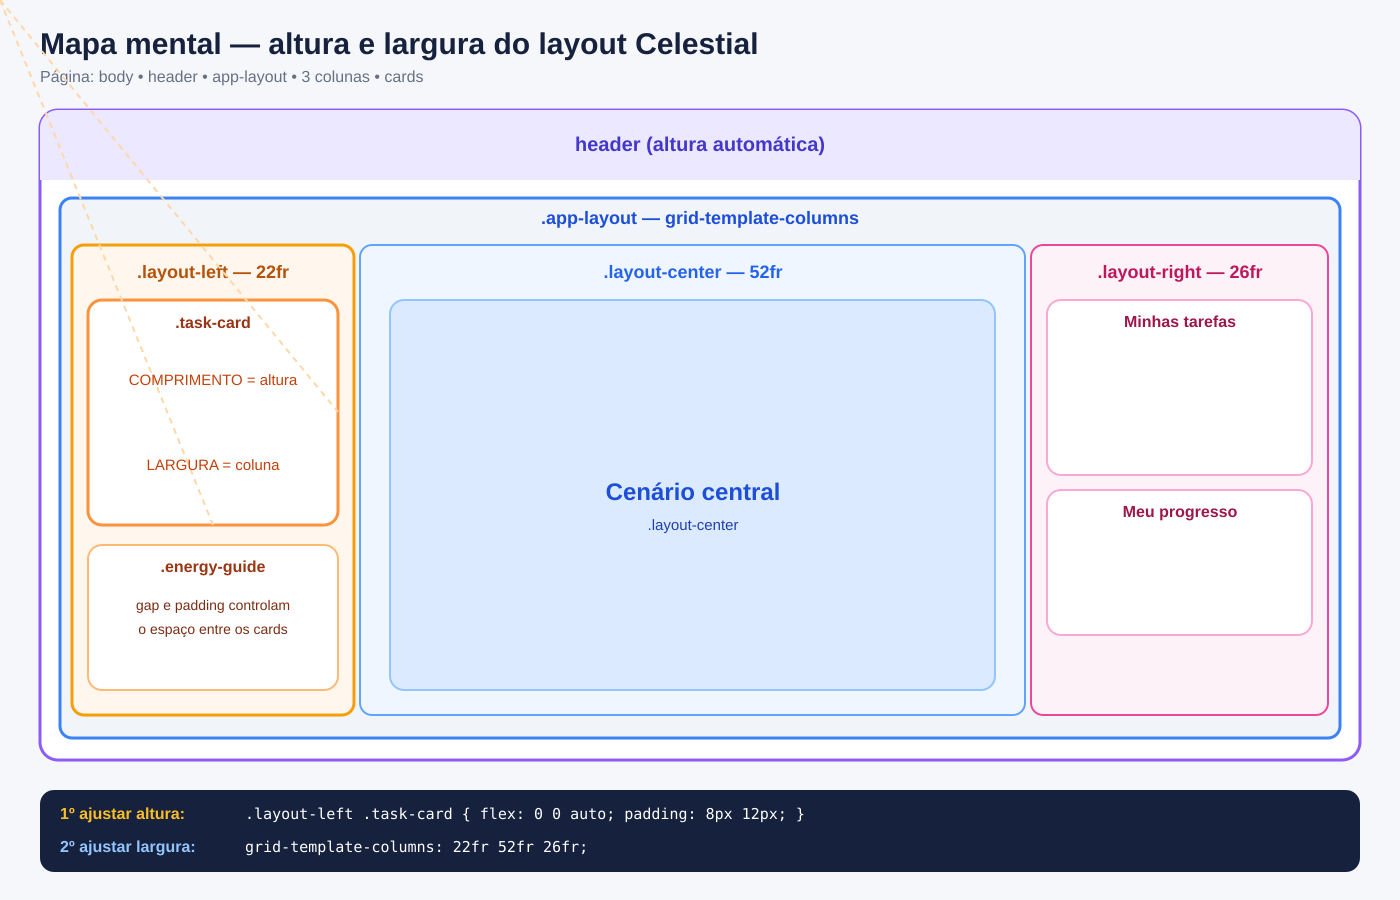 Mapa mental — altura e largura do layout Celestial
Página: body • header • app-layout • 3 colunas • cards
header (altura automática)
.app-layout — grid-template-columns
.layout-left — 22fr
.task-card
COMPRIMENTO = altura
LARGURA = coluna
.energy-guide
gap e padding controlam
o espaço entre os cards
.layout-center — 52fr
Cenário central
.layout-center
.layout-right — 26fr
Minhas tarefas
Meu progresso
1º ajustar altura: .layout-left .task-card { flex: 0 0 auto; padding: 8px 12px; }
2º ajustar largura: grid-template-columns: 22fr 52fr 26fr;